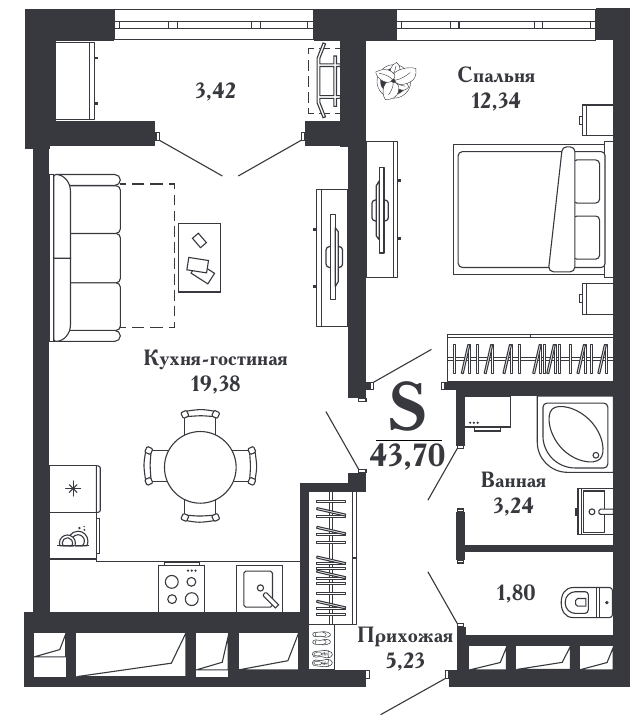 3,42
Спальня
12,34
Кухня-гостиная
19,38
S
43,70
Ванная
3,24
1,80
Прихожая
5,23